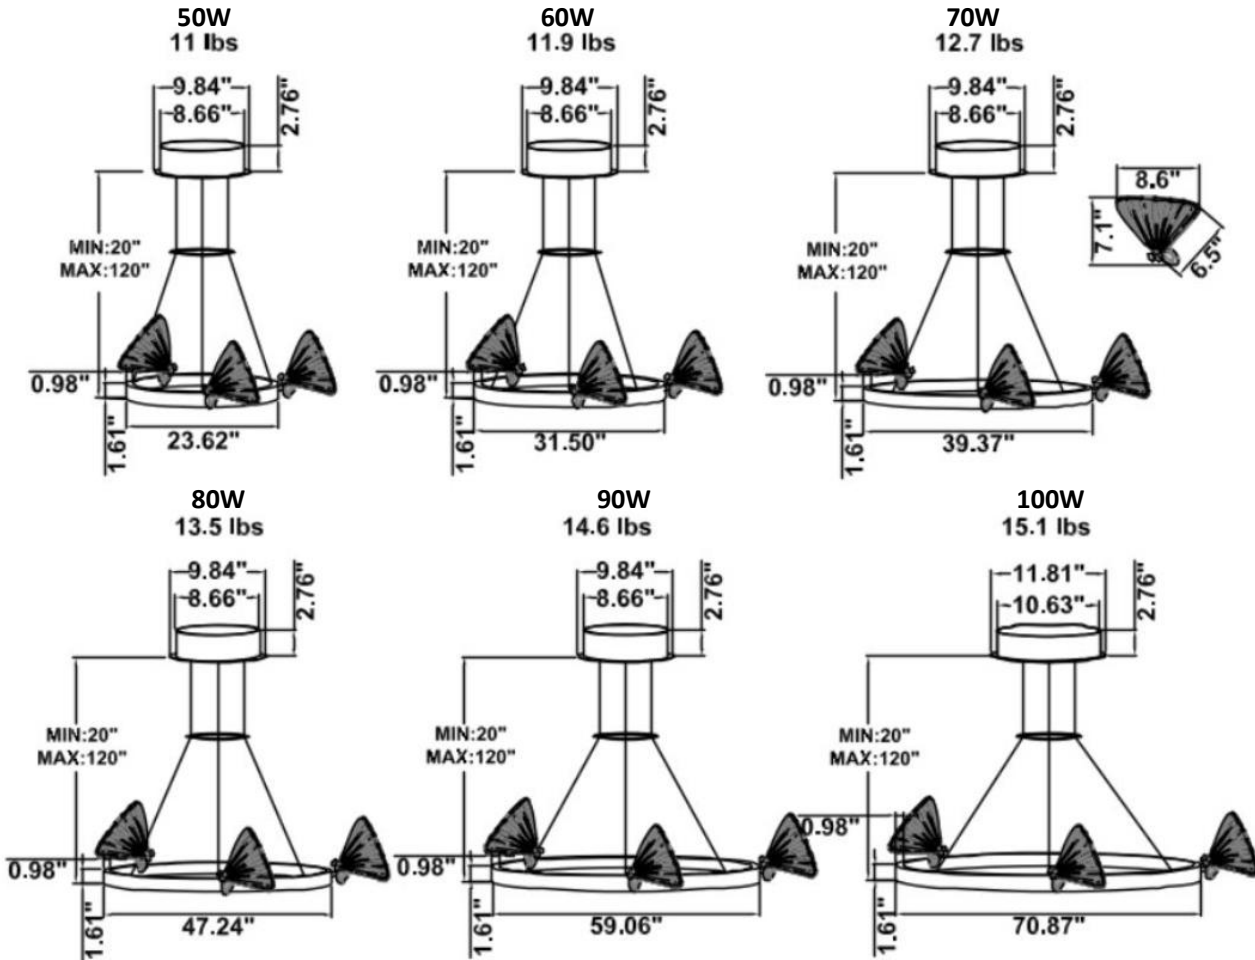 50W
11 lbs
9.84"
8.66"
2.76"
MIN:20"
MAX:120"
0.98"
1.61"
23.62"
60W
11.9 lbs
9.84"
8.66"
2.76"
MIN:20"
MAX:120"
0.98"
1.61"
31.50"
70W
12.7 lbs
9.84"
8.66"
2.76"
MIN:20"
MAX:120"
0.98"
1.61"
39.37"
8.6"
7.1"
6.5"
80W
13.5 lbs
9.84"
8.66"
2.76"
MIN:20"
MAX:120"
0.98"
1.61"
47.24"
90W
14.6 lbs
9.84"
8.66"
2.76"
MIN:20"
MAX:120"
0.98"
1.61"
59.06"
100W
15.1 lbs
11.81"
10.63"
2.76"
MIN:20"
MAX:120"
0.98"
1.61"
70.87"